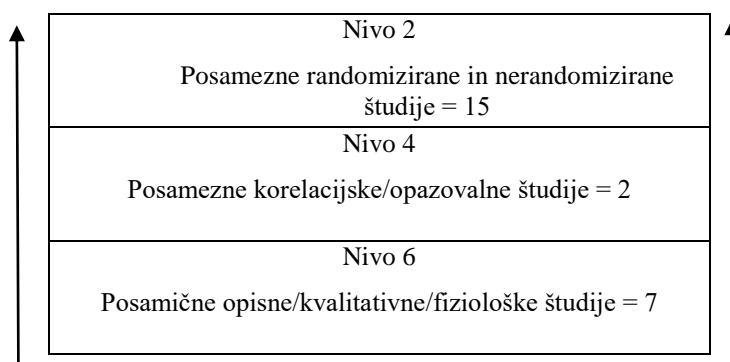 Nivo 2
Posamezne randomizirane in nerandomizirane
študije = 15
Nivo 4
Posamezne korelacijske/opazovalne študije = 2
Nivo 6
Posamične opisne/kvalitativne/fiziološke študije = 7